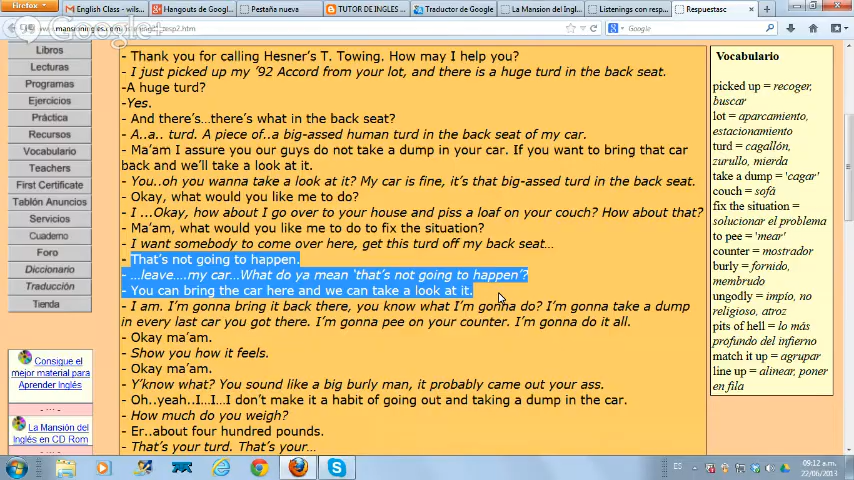 Firefox
English Class - wils...
Hangouts de Googl...
Pestaña nueva
TUTOR DE INGLES ...
Traductor de Google
La Mansion del Ingl...
Listenings con resp...
Respuestasc
Google+
www.mansioningles.com
resp2.htm
Google
Libros
Lecturas
Programas
Ejercicios
Práctica
Recursos
Vocabulario
Teachers
First Certificate
Tablón Anuncios
Servicios
Cuaderno
Foro
Diccionario
Traducción
Tienda
Consigue el
mejor material para
Aprender Inglés
- ... -
La Mansión del
Inglés en CD Rom
- ... -
- Thank you for calling Hesner's T. Towing. How may I help you?
- I just picked up my '92 Accord from your lot, and there is a huge turd in the back seat.
-A huge turd?
-Yes.
- And there's...there's what in the back seat?
- A..a.. turd. A piece of..a big-assed human turd in the back seat of my car.
- Ma'am I assure you our guys do not take a dump in your car. If you want to bring that car
back and we'll take a look at it.
- You..oh you wanna take a look at it? My car is fine, it's that big-assed turd in the back seat.
- Okay, what would you like me to do?
- I ...Okay, how about I go over to your house and piss a loaf on your couch? How about that?
- Ma'am, what would you like me to do to fix the situation?
- I want somebody to come over here, get this turd off my back seat...
- That's not going to happen.
- ...leave....my car...What do ya mean 'that's not going to happen'?
- You can bring the car here and we can take a look at it.
- I am. I'm gonna bring it back there, you know what I'm gonna do? I'm gonna take a dump
in every last car you got there. I'm gonna pee on your counter. I'm gonna do it all.
- Okay ma'am.
- Show you how it feels.
- Okay ma'am.
- Y'know what? You sound like a big burly man, it probably came out your ass.
- Oh..yeah..I...I...I don't make it a habit of going out and taking a dump in the car.
- How much do you weigh?
- Er..about four hundred pounds.
- That's your turd. That's your...
Vocabulario
picked up = recoger,
buscar
lot = aparcamiento,
estacionamiento
turd = cagallón,
zurullo, mierda
take a dump = 'cagar'
couch = sofá
fix the situation =
solucionar el problema
to pee = 'mear'
counter = mostrador
burly = fornido,
membrudo
ungodly = impío, no
religioso, atroz
pits of hell = lo más
profundo del infierno
match it up = agrupar
line up = alinear, poner
en fila
ES
09:12 a.m.
22/06/2013